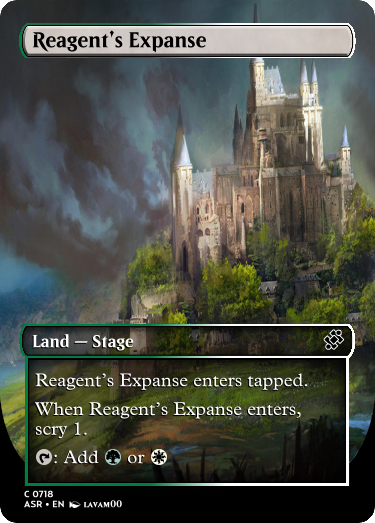 Reagent's Expanse
Land — Stage
Reagent's Expanse enters tapped.
When Reagent's Expanse enters,
scry 1.
: Add or
C 0718
ASR • EN LAVAM00